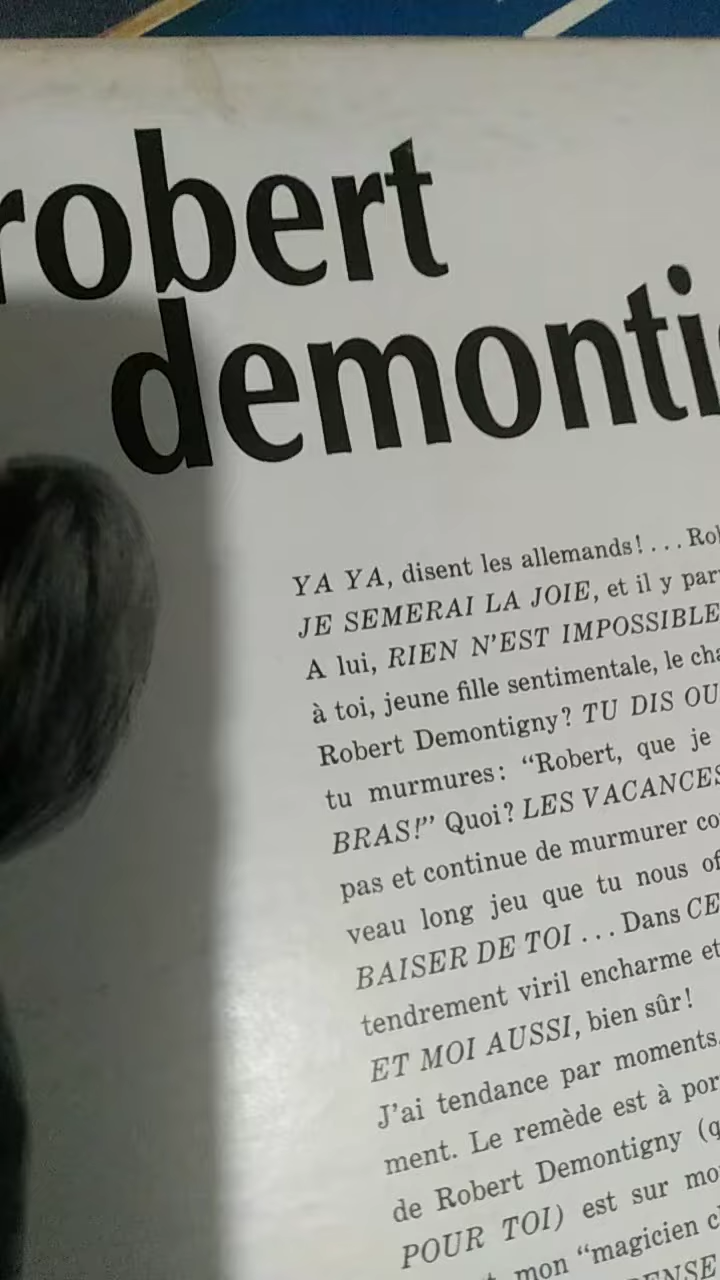 robert
demonti
YA YA, disent les allemands! ... Rob
JE SEMERAI LA JOIE, et il y par
A lui, RIEN N'EST IMPOSSIBLE
à toi, jeune fille sentimentale, le cha
Robert Demontigny? TU DIS OU
tu murmures: “Robert, que je
BRAS!” Quoi? LES VACANCES
pas et continue de murmurer co
veau long jeu que tu nous of
BAISER DE TOI ... Dans CE
tendrement viril encharme et
ET MOI AUSSI, bien sûr!
J'ai tendance par moments,
ment. Le remède est à por
de Robert Demontigny (q
POUR TOI) est sur mo
mon “magicien c
ENSE